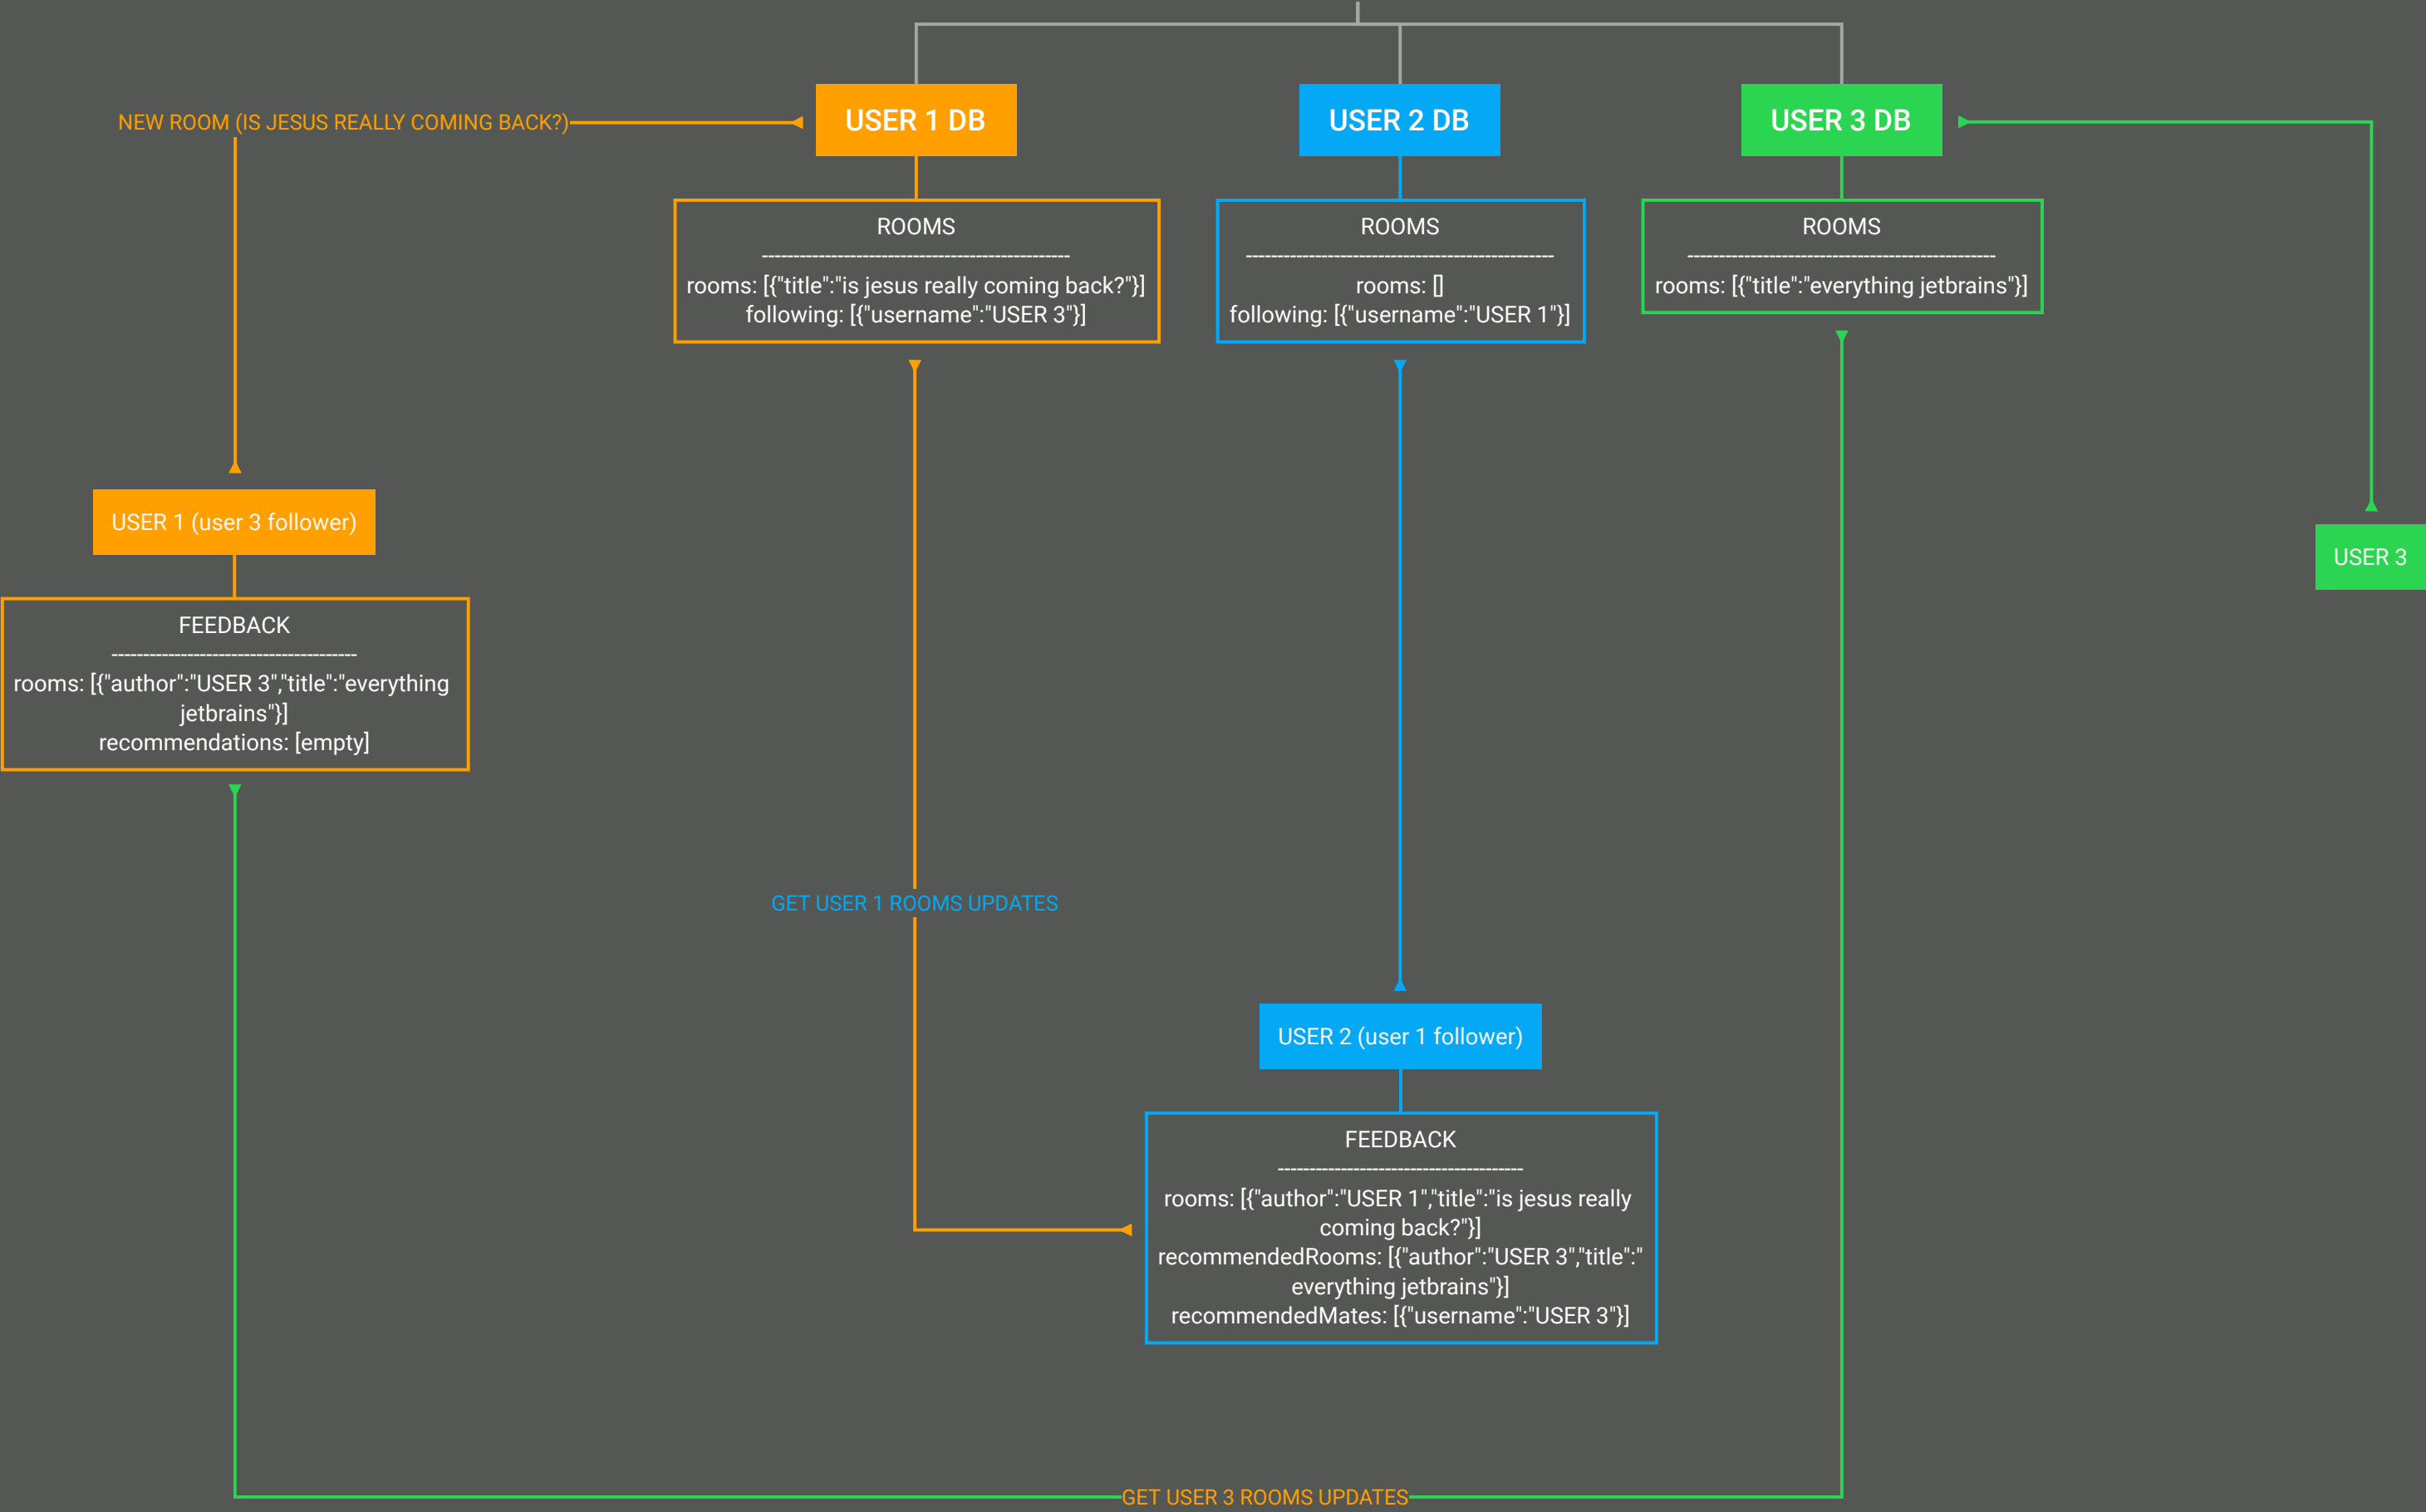 NEW ROOM (IS JESUS REALLY COMING BACK?)
USER 1 DB
USER 2 DB
USER 3 DB
ROOMS
-------------------------------------------------
rooms: [{"title":"is jesus really coming back?"}]
following: [{"username":"USER 3"}]
ROOMS
-------------------------------------------------
rooms: []
following: [{"username":"USER 1"}]
ROOMS
-------------------------------------------------
rooms: [{"title":"everything jetbrains"}]
USER 1 (user 3 follower)
USER 3
FEEDBACK
---------------------------------------
rooms: [{"author":"USER 3","title":"everything
jetbrains"}]
recommendations: [empty]
GET USER 1 ROOMS UPDATES
USER 2 (user 1 follower)
FEEDBACK
---------------------------------------
rooms: [{"author":"USER 1","title":"is jesus really
coming back?"}]
recommendedRooms: [{"author":"USER 3","title":"
everything jetbrains"}]
recommendedMates: [{"username":"USER 3"}]
GET USER 3 ROOMS UPDATES